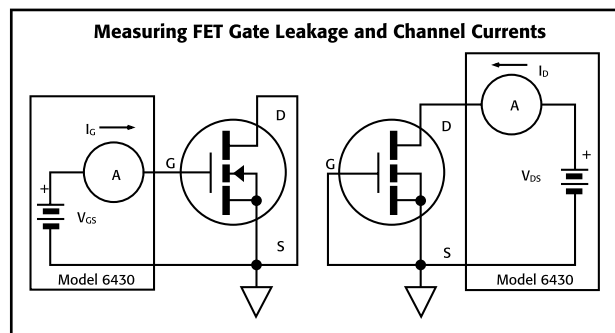 Measuring FET Gate Leakage and Channel Currents
IG
A
+
VGS
G
D
S
Model 6430
ID
A
D
G
+
VDS
S
Model 6430